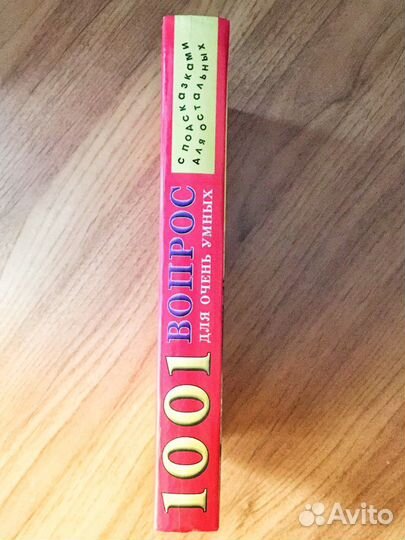 1001
ВОПРОС
ДЛЯ ОЧЕНЬ УМНЫХ
С ПОДСКАЗКАМИ
ДЛЯ ОСТАЛЬНЫХ
Avito